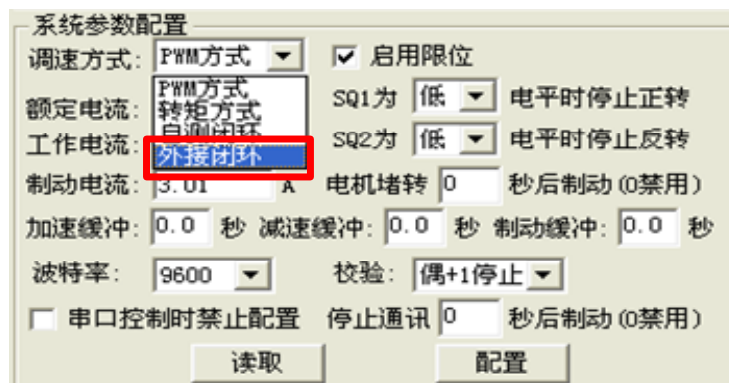 系统参数配置
调速方式: PWM方式 启用限位
PWM方式
转矩方式
自测闭环
外接闭环
额定电流: SQ1为 低 电平时停止正转
工作电流: SQ2为 低 电平时停止反转
制动电流: 3.01 A 电机堵转 0 秒后制动(0禁用)
加速缓冲: 0.0 秒 减速缓冲: 0.0 秒 制动缓冲: 0.0 秒
波特率: 9600 校验: 偶+1停止
串口控制时禁止配置 停止通讯 0 秒后制动(0禁用)
读取 配置